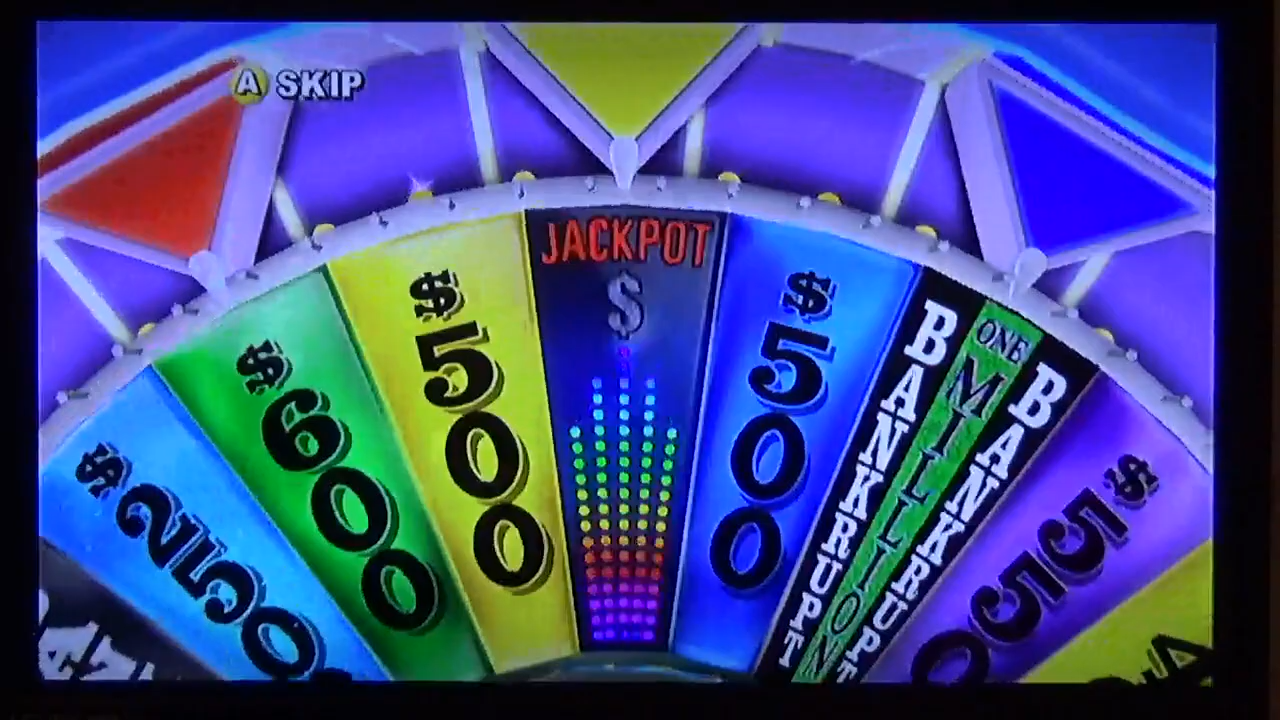 A SKIP
$2500
$600
$500
JACKPOT
$
$500
BANKRUPT
ONE MILLION
BANKRUPT
$550